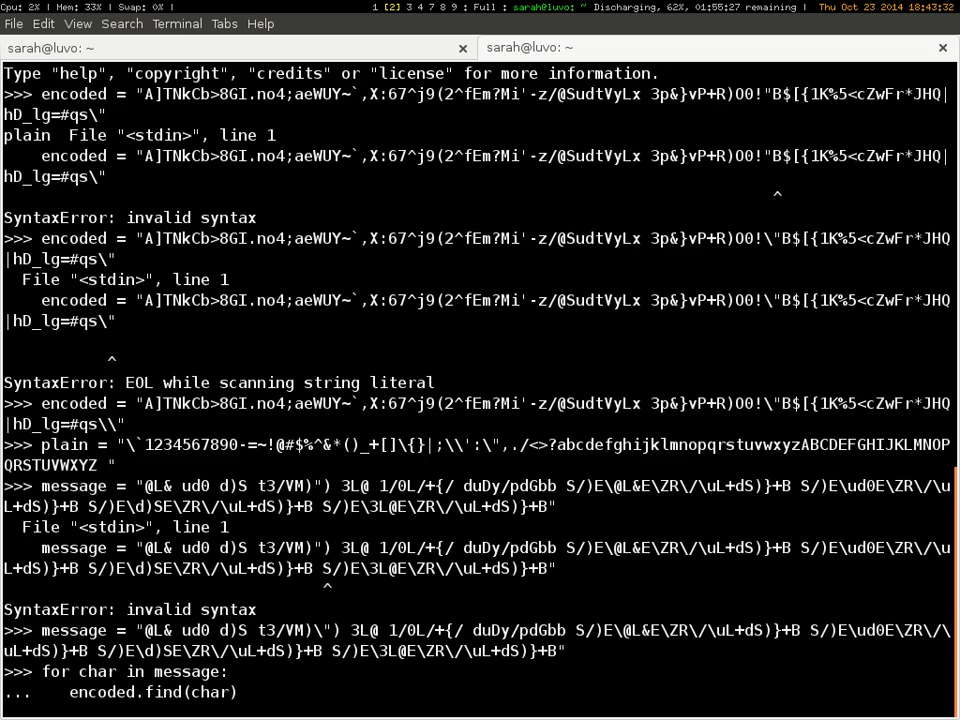 Cpu: 2% | Mem: 33% | Swap: 0% |
1 [2] 3 4 7 8 9 : Full : sarah@luvo: ~
Discharging, 62%, 01:55:27 remaining |
Thu Oct 23 2014 18:43:32
File Edit View Search Terminal Tabs Help
sarah@luvo: ~ ×
sarah@luvo: ~ ×
Type "help", "copyright", "credits" or "license" for more information.
>>> encoded = "A]TNkCb>8GI.no4;aeWUY~`,X:67^j9(2^fEm?Mi'-z/@SudtVyLx 3p&}vP+R)O0!"B$[{1K%5<cZwFr*JHQ|
hD_lg=#qs\"
plain  File "<stdin>", line 1
    encoded = "A]TNkCb>8GI.no4;aeWUY~`,X:67^j9(2^fEm?Mi'-z/@SudtVyLx 3p&}vP+R)O0!"B$[{1K%5<cZwFr*JHQ|
hD_lg=#qs\"
^
SyntaxError: invalid syntax
>>> encoded = "A]TNkCb>8GI.no4;aeWUY~`,X:67^j9(2^fEm?Mi'-z/@SudtVyLx 3p&}vP+R)O0!\"B$[{1K%5<cZwFr*JHQ
|hD_lg=#qs\"
  File "<stdin>", line 1
    encoded = "A]TNkCb>8GI.no4;aeWUY~`,X:67^j9(2^fEm?Mi'-z/@SudtVyLx 3p&}vP+R)O0!\"B$[{1K%5<cZwFr*JHQ
|hD_lg=#qs\"
^
SyntaxError: EOL while scanning string literal
>>> encoded = "A]TNkCb>8GI.no4;aeWUY~`,X:67^j9(2^fEm?Mi'-z/@SudtVyLx 3p&}vP+R)O0!\"B$[{1K%5<cZwFr*JHQ
|hD_lg=#qs\\"
>>> plain = "\`1234567890-=~!@#$%^&*()_+[]\{}|;\\':\",./<>?abcdefghijklmnopqrstuvwxyzABCDEFGHIJKLMNOP
QRSTUVWXYZ "
>>> message = "@L& ud0 d)S t3/VM)") 3L@ 1/0L/+{/ duDy/pdGbb S/)E\@L&E\ZR\/\uL+dS)}+B S/)E\ud0E\ZR\/\u
L+dS)}+B S/)E\d)SE\ZR\/\uL+dS)}+B S/)E\3L@E\ZR\/\uL+dS)}+B"
  File "<stdin>", line 1
    message = "@L& ud0 d)S t3/VM)") 3L@ 1/0L/+{/ duDy/pdGbb S/)E\@L&E\ZR\/\uL+dS)}+B S/)E\ud0E\ZR\/\u
L+dS)}+B S/)E\d)SE\ZR\/\uL+dS)}+B S/)E\3L@E\ZR\/\uL+dS)}+B"
^
SyntaxError: invalid syntax
>>> message = "@L& ud0 d)S t3/VM)\") 3L@ 1/0L/+{/ duDy/pdGbb S/)E\@L&E\ZR\/\uL+dS)}+B S/)E\ud0E\ZR\/\
uL+dS)}+B S/)E\d)SE\ZR\/\uL+dS)}+B S/)E\3L@E\ZR\/\uL+dS)}+B"
>>> for char in message:
...    encoded.find(char)